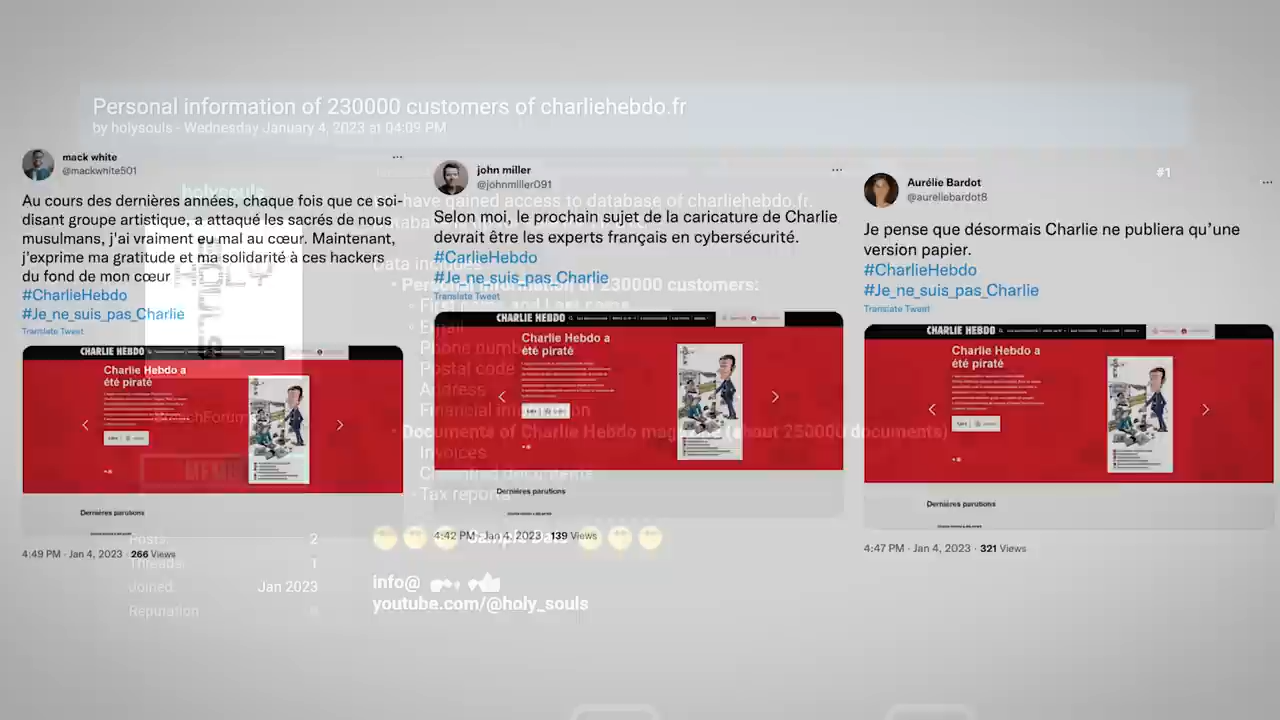 Personal information of 230000 customers of charliehebdo.fr
by holysouls - Wednesday January 4, 2023 at 04:09 PM
#1
mack white
@mackwhite501
Au cours des dernières années, chaque fois que ce soi-
disant groupe artistique, a attaqué les sacrés de nous
musulmans, j'ai vraiment eu mal au cœur. Maintenant,
j'exprime ma gratitude et ma solidarité à ces hackers
du fond de mon cœur
#CharlieHebdo
#Je_ne_suis_pas_Charlie
Translate Tweet
CHARLIE HEBDO
Charlie Hebdo a
été piraté
Dernières parutions
4:49 PM · Jan 4, 2023 · 266 Views
john miller
@johnmiller091
Selon moi, le prochain sujet de la caricature de Charlie
devrait être les experts français en cybersécurité.
#CarlieHebdo
#Je_ne_suis_pas_Charlie
Translate Tweet
CHARLIE HEBDO
Charlie Hebdo a
été piraté
Dernières parutions
4:42 PM · Jan 4, 2023 · 139 Views
Aurélie Bardot
@aureliebardot8
Je pense que désormais Charlie ne publiera qu'une
version papier.
#CharlieHebdo
#Je_ne_suis_pas_Charlie
Translate Tweet
CHARLIE HEBDO
Charlie Hebdo a
été piraté
Dernières parutions
4:47 PM · Jan 4, 2023 · 321 Views
holysouls
HOLY
SOULS
Posts: 2
Threads: 1
Joined: Jan 2023
Reputation
have gained access to database of charliehebdo.fr.
Data includes
• Personal information of 230000 customers:
• First name and Last name
• Email
Phone number
Postal code
Address
Financial information
• Documents of Charlie Hebdo magazine (about 250000 documents)
Invoices
Classified documents
• Tax reports
Sample Data
info@
youtube.com/@holy_souls